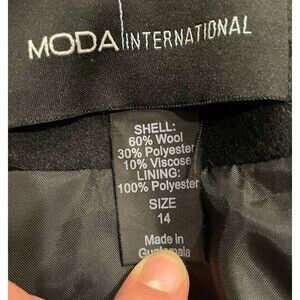 MODA INTERNATIONAL
SHELL:
60% Wool
30% Polyester
10% Viscose
LINING:
100% Polyester
SIZE
14
Made in
Guatemala